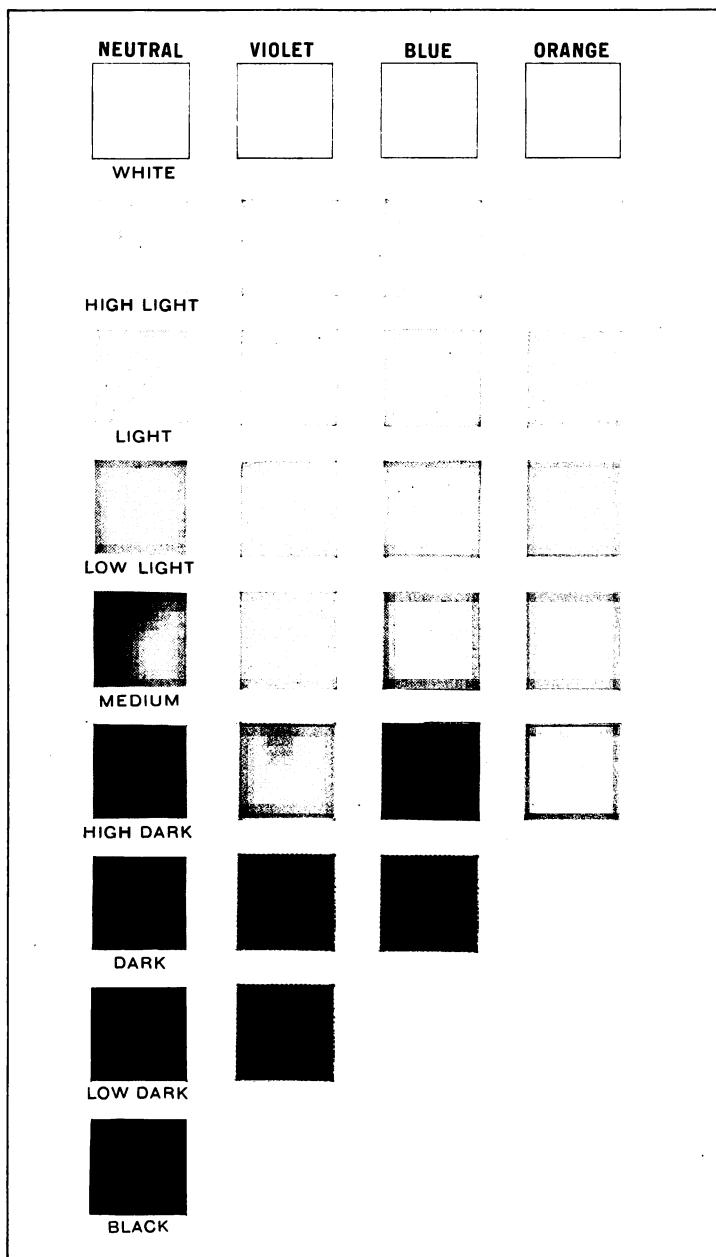 NEUTRAL VIOLET BLUE ORANGE
WHITE
HIGH LIGHT
LIGHT
LOW LIGHT
MEDIUM
HIGH DARK
DARK
LOW DARK
BLACK